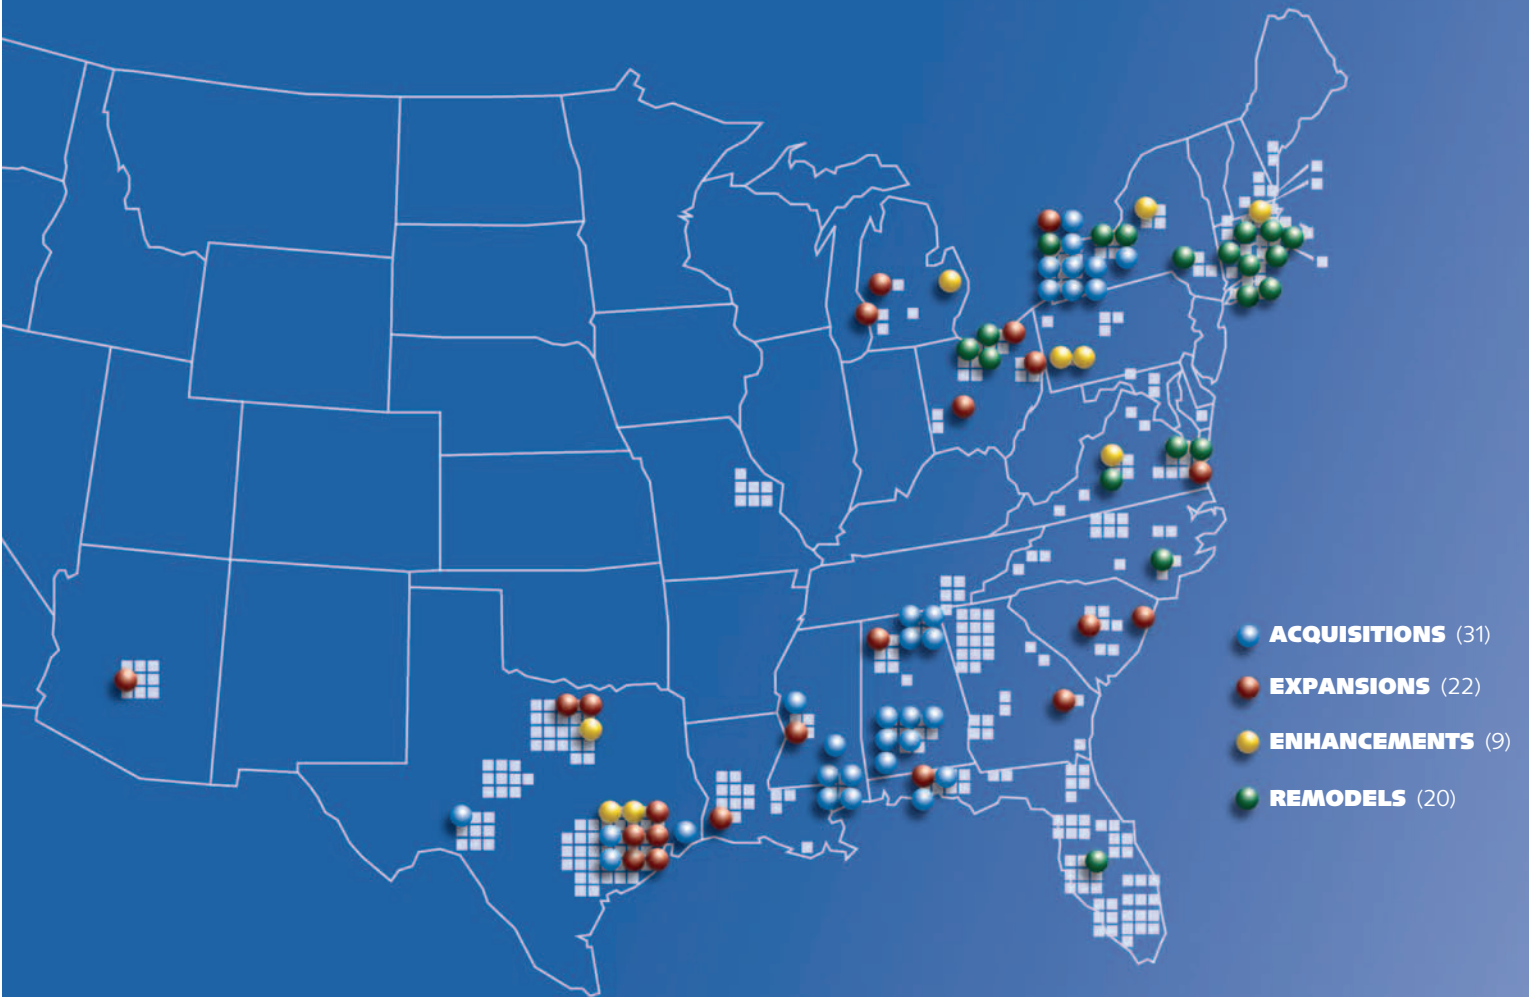 ACQUISITIONS (31)
EXPANSIONS (22)
ENHANCEMENTS (9)
REMODELS (20)